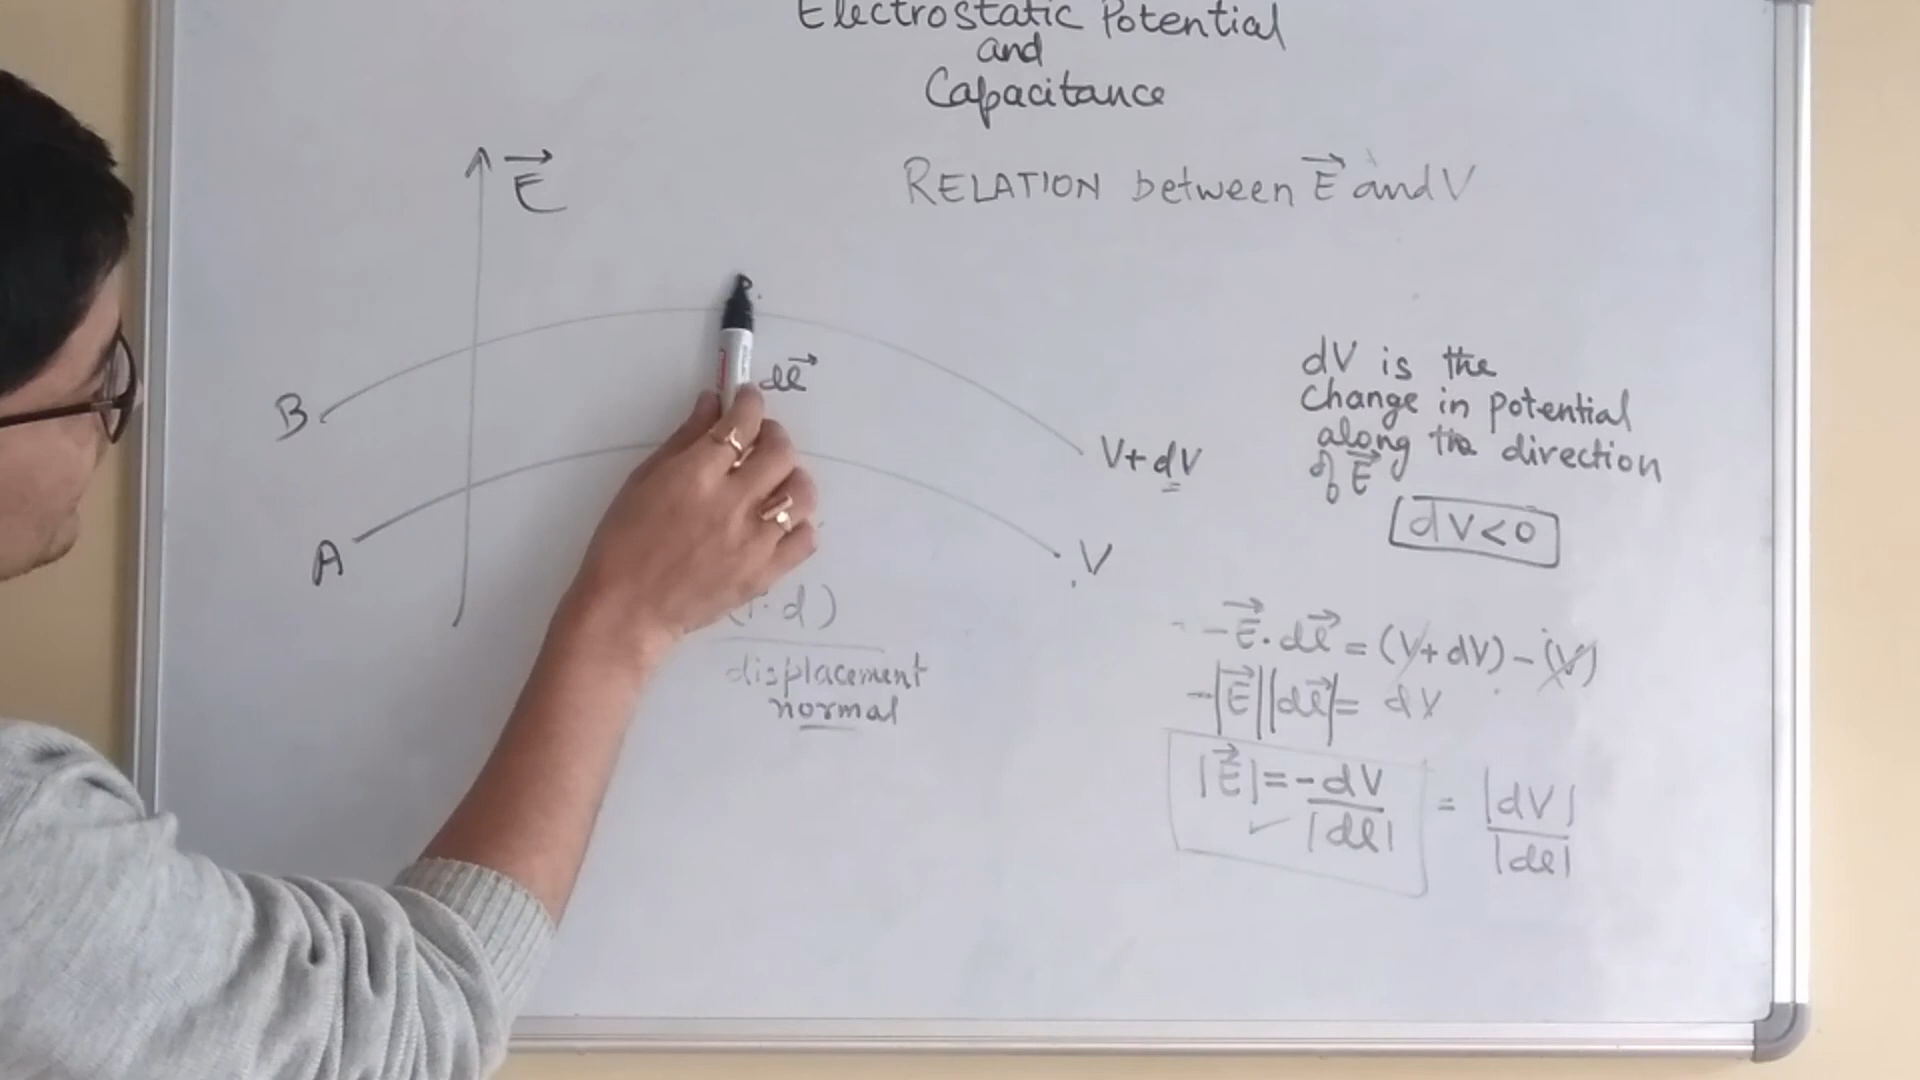 Electrostatic Potential
and
Capacitance
RELATION between E⃗ and V
E⃗
B
A
dl⃗
V+dV
V
displacement
normal
dV is the
change in potential
along the direction
of E⃗
dV<0
-E⃗.dl⃗ = (V+dV)-(V)
-|E⃗||dl⃗|= dV
|E⃗|=-dV/|dl| = |dV|/|dl|